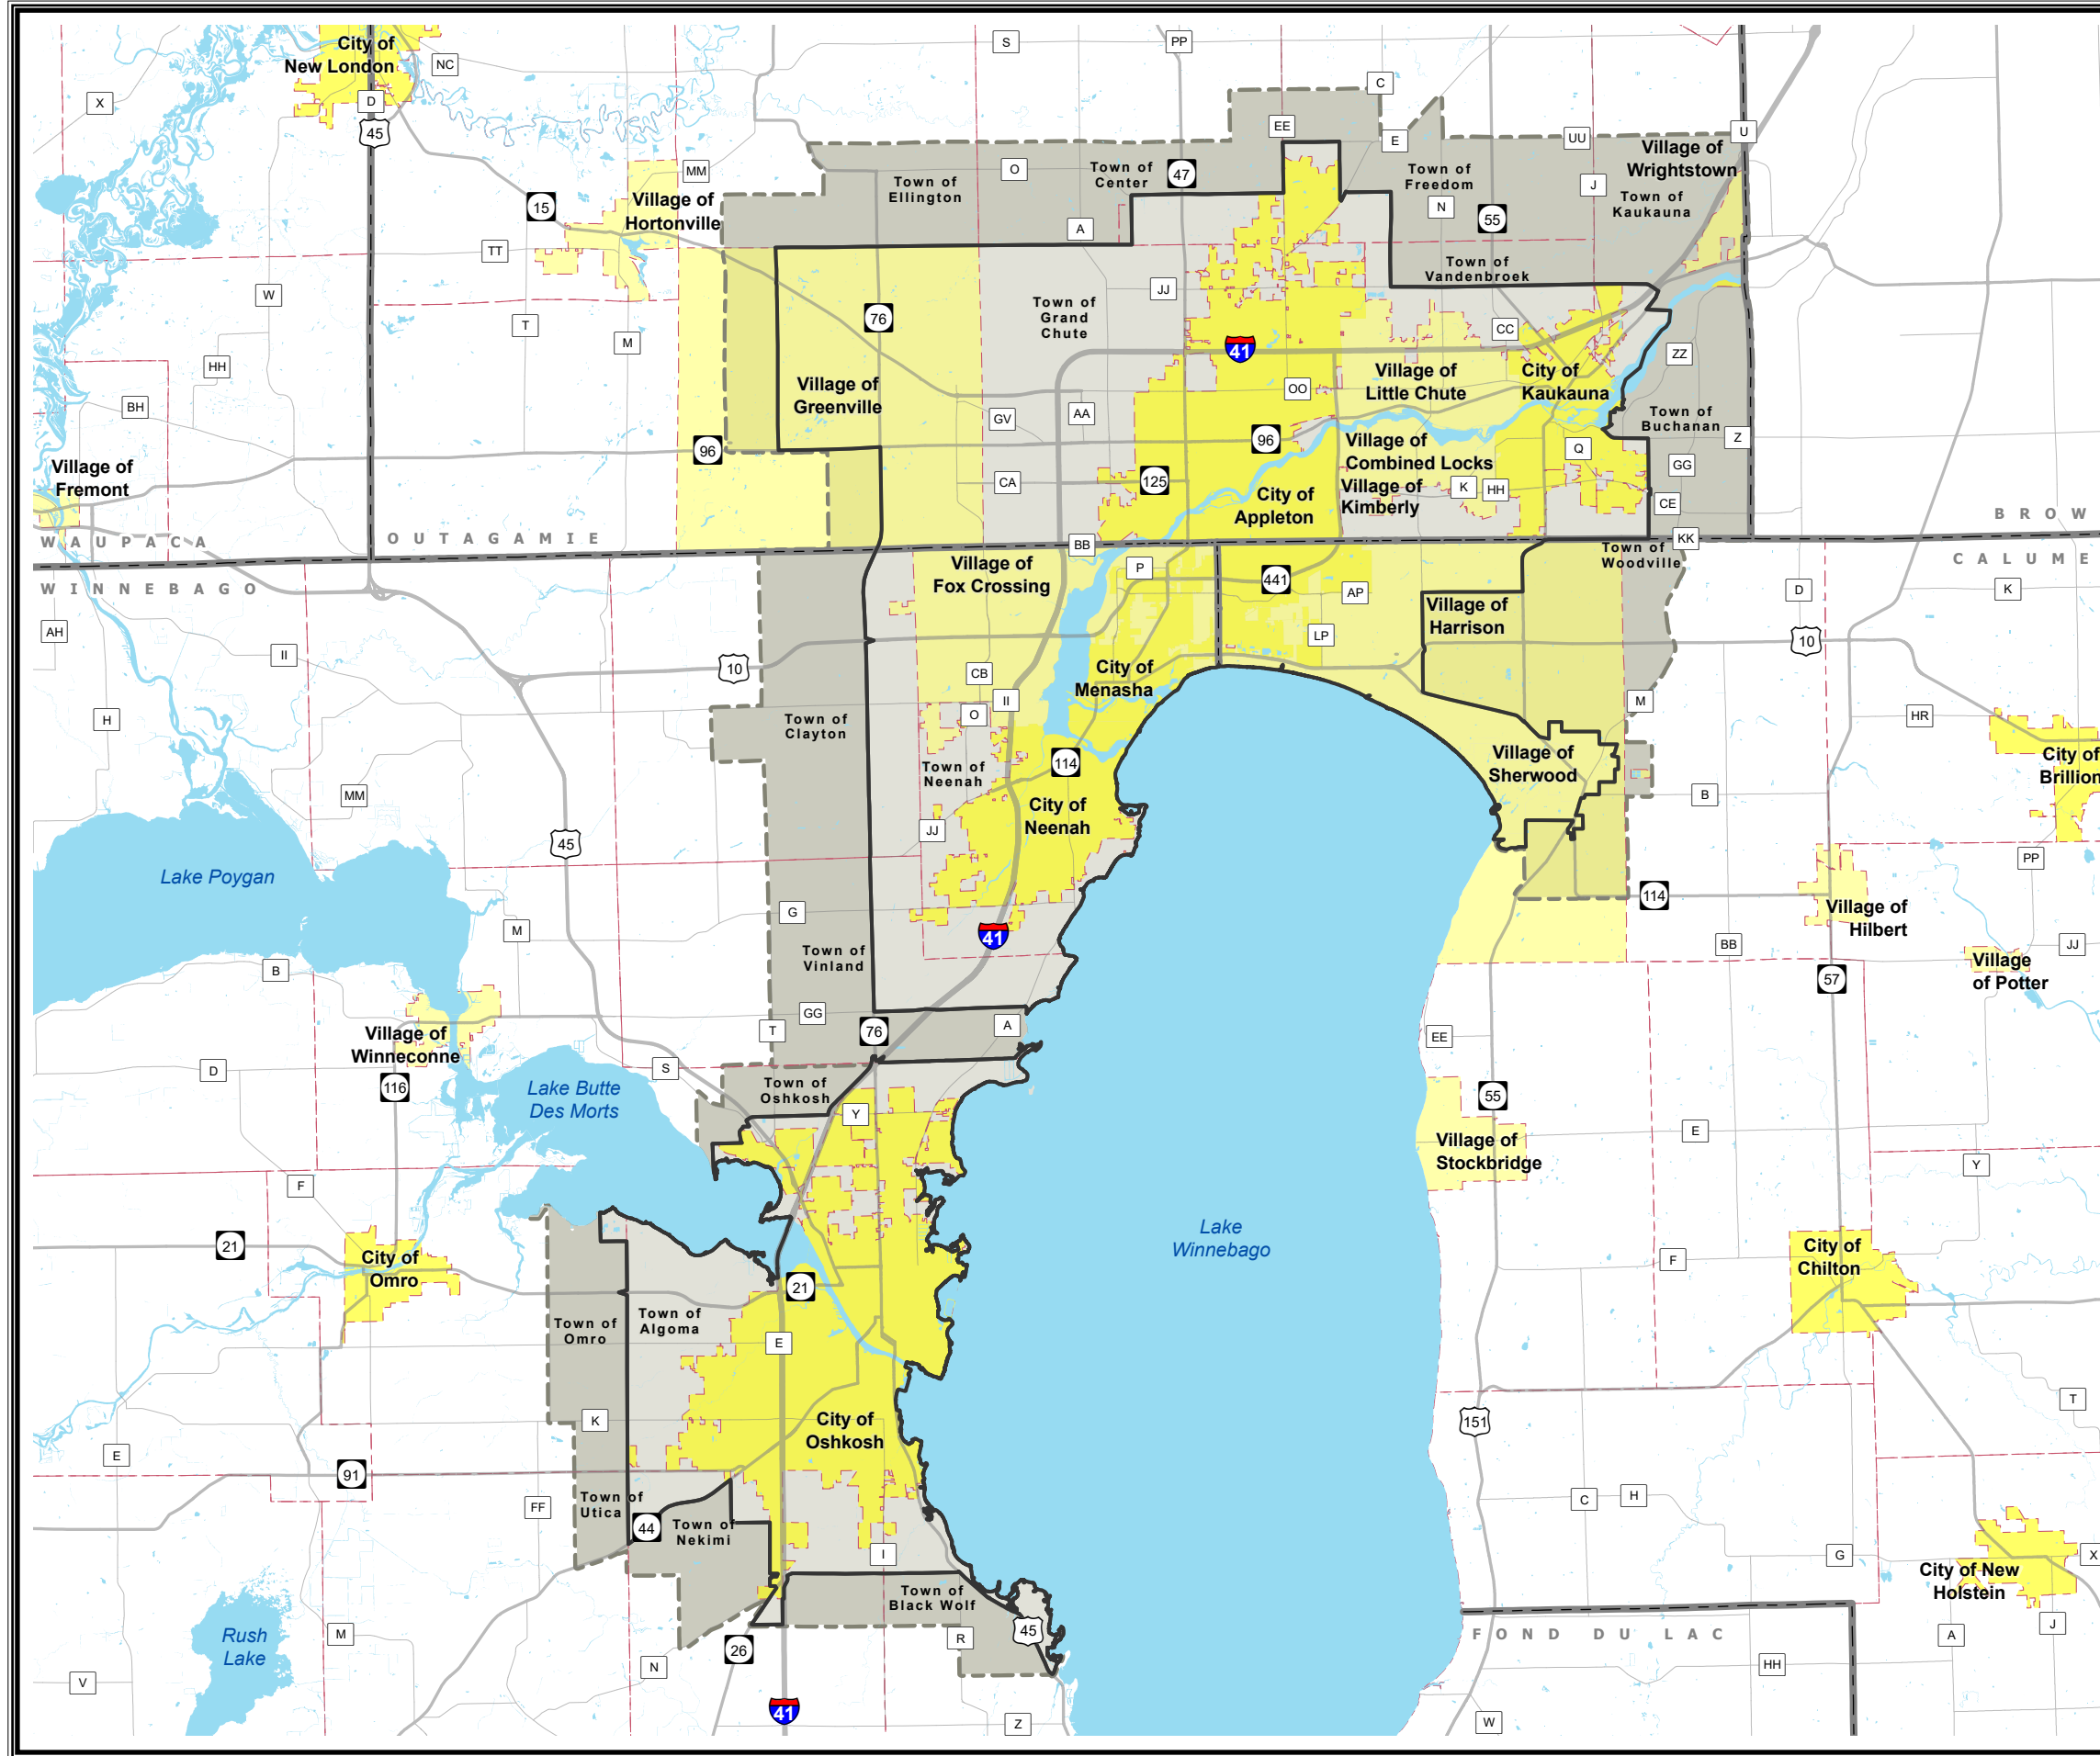 City of
New London
NC
S
PP
X
D
45
C
EE
E
UU
U
Village of
Wrightstown
MM
15
Village of
Hortonville
O
Town of
Center
47
Town of
Ellington
Town of
Freedom
J
N
Town of
Kaukauna
55
A
TT
Town of
Vandenbroek
W
JJ
Town of
Grand
Chute
76
T
M
CC
41
ZZ
HH
Village of
Greenville
OO
Village of
Little Chute
City of
Kaukauna
BH
GV
AA
Town of
Buchanan
96
96
Z
Village of
Combined Locks
Q
GG
Village of
Fremont
CA
125
Village of
Kimberly
K
HH
CE
City of
Appleton
WAUPACA
OUTAGAMIE
BROW
BB
KK
WINNEBAGO
CALUME
Village of
Fox Crossing
P
441
AP
Town of
Woodville
D
K
AH
Village of
Harrison
LP
II
10
10
City of
Menasha
CB
II
M
O
H
Town of
Clayton
HR
114
Village of
Sherwood
City of
Brillion
Town of
Neenah
MM
B
City of
Neenah
JJ
45
PP
Lake Poygan
114
G
Village of
Hilbert
M
41
BB
JJ
Town of
Vinland
B
Village
of Potter
57
GG
T
76
A
Village of
Winneconne
EE
D
S
116
Lake Butte
Des Morts
Town of
Oshkosh
Y
55
E
Village of
Stockbridge
Y
F
Lake
Winnebago
21
City of
Omro
City of
Chilton
F
21
Town of
Omro
Town of
Algoma
E
T
K
City of
Oshkosh
151
E
91
FF
Town of
Utica
C
H
44
Town of
Nekimi
I
G
X
City of New
Holstein
Town of
Black Wolf
Rush
Lake
M
45
R
FOND DU LAC
A
J
26
N
HH
V
41
Z
W